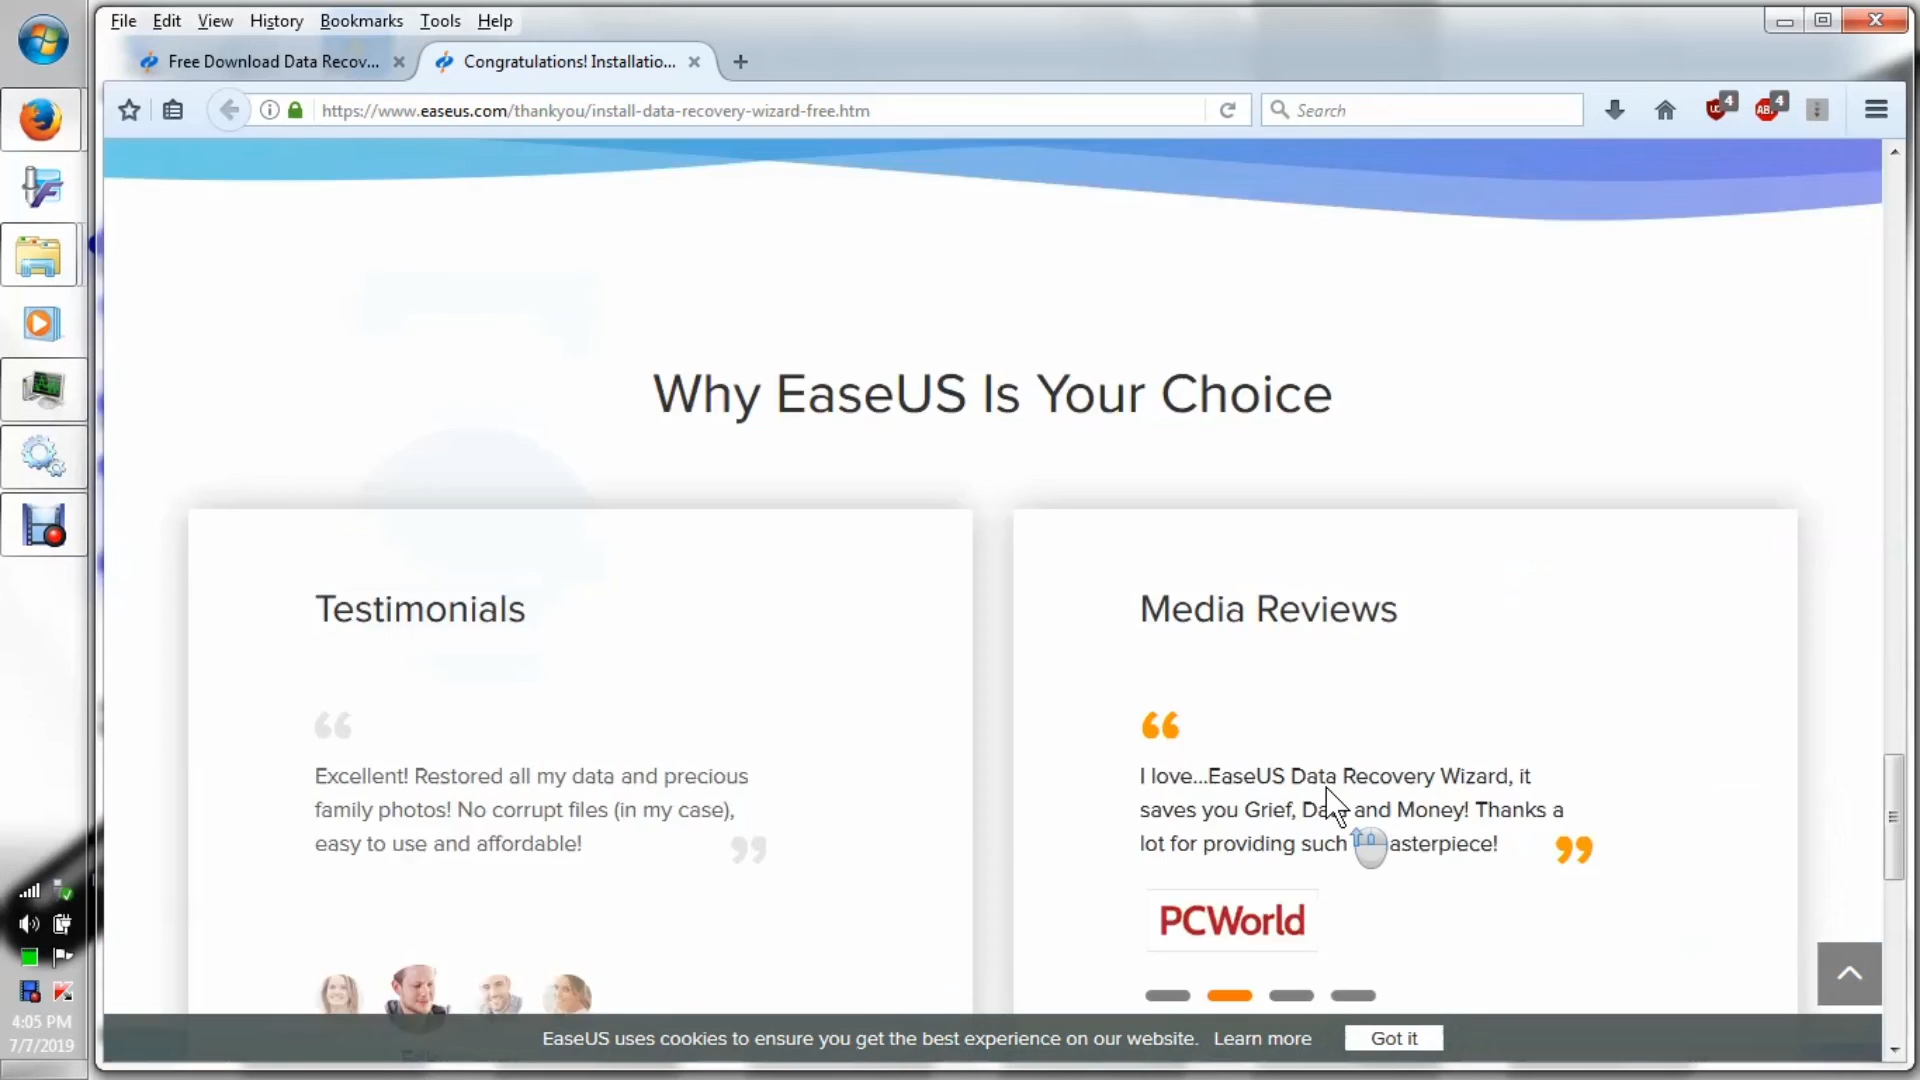 File Edit View History Bookmarks Tools Help
Free Download Data Recov...
Congratulations! Installatio...
https://www.easeus.com/thankyou/install-data-recovery-wizard-free.htm
Search
4
4
Why EaseUS Is Your Choice
Testimonials
“
Excellent! Restored all my data and precious
family photos! No corrupt files (in my case),
easy to use and affordable!
”
Media Reviews
“
I love...EaseUS Data Recovery Wizard, it
saves you Grief, Data and Money! Thanks a
lot for providing such asterpiece!
”
PCWorld
EaseUS uses cookies to ensure you get the best experience on our website. Learn more Got it
4:05 PM
7/7/2019